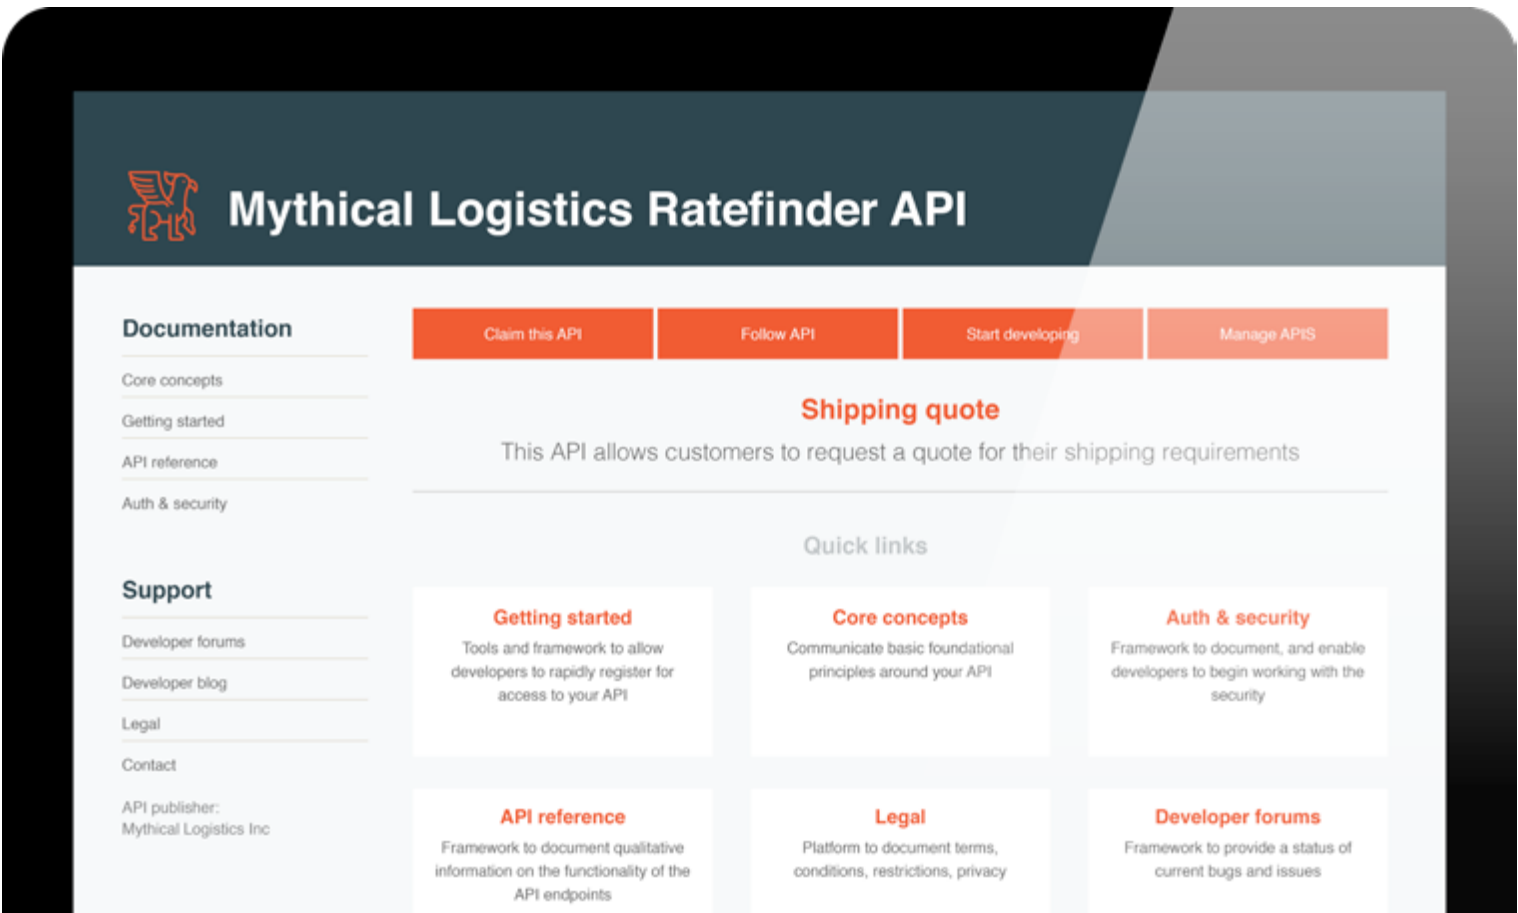 Mythical Logistics Ratefinder API
Documentation
Core concepts
Getting started
API reference
Auth & security
Support
Developer forums
Developer blog
Legal
Contact
API publisher:
Mythical Logistics Inc
Claim this API
Follow API
Start developing
Manage APIS
Shipping quote
This API allows customers to request a quote for their shipping requirements
Quick links
Getting started
Tools and framework to allow
developers to rapidly register for
access to your API
Core concepts
Communicate basic foundational
principles around your API
Auth & security
Framework to document, and enable
developers to begin working with the
security
API reference
Framework to document qualitative
information on the functionality of the
API endpoints
Legal
Platform to document terms,
conditions, restrictions, privacy
Developer forums
Framework to provide a status of
current bugs and issues